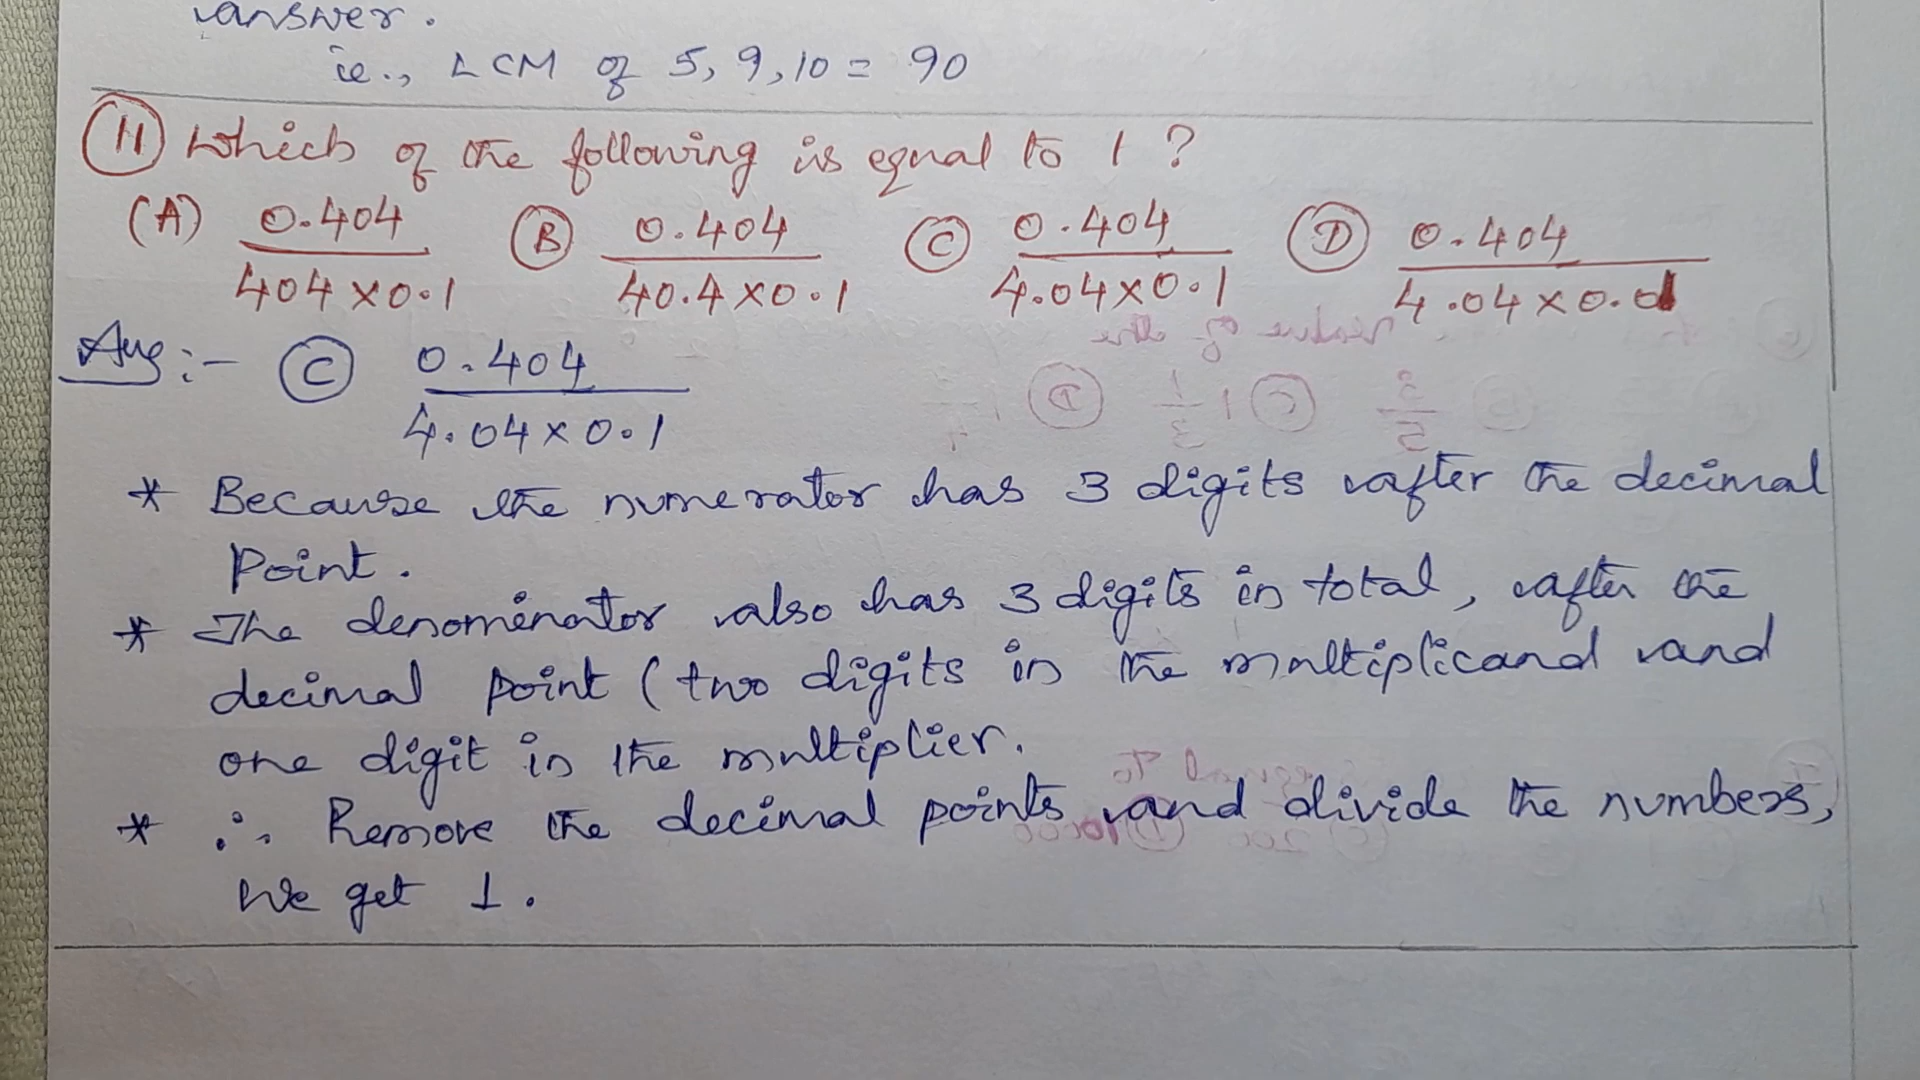 answer.
ie., LCM of 5, 9, 10 = 90
11 Which of the following is equal to 1 ?
(A) 0.404 / 404 x 0.1 (B) 0.404 / 40.4 x 0.1 (C) 0.404 / 4.04 x 0.1 (D) 0.404 / 4.04 x 0.
Ans :- (C) 0.404 / 4.04 x 0.1
* Because the numerator has 3 digits after the decimal
Point.
* The denominator also has 3 digits in total, after the
decimal point (two digits in the multiplicand and
one digit in the multiplier.
* ∴ Remove the decimal points and divide the numbers,
We get 1.